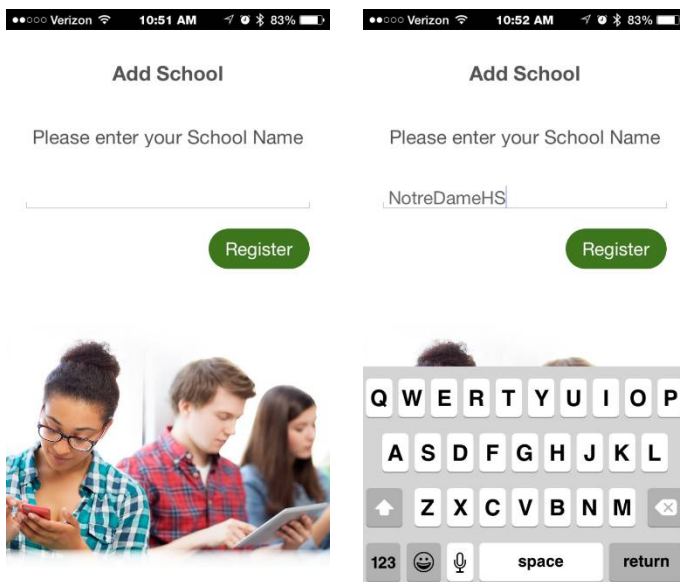 Verizon 10:51 AM 83%
Add School
Please enter your School Name
Register
Verizon 10:52 AM 83%
Add School
Please enter your School Name
NotreDameHS
Register
Q W E R T Y U I O P
A S D F G H J K L
Z X C V B N M
123 space return